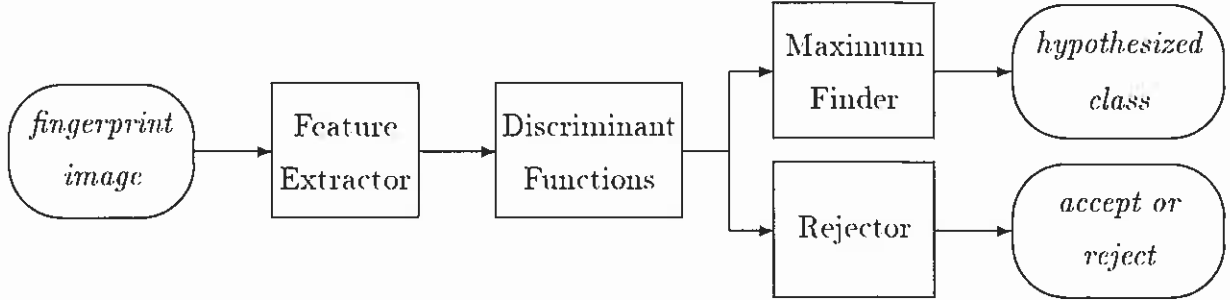 fingerprint
image
Feature
Extractor
Discriminant
Functions
Maximum
Finder
hypothesized
class
Rejector
accept or
reject